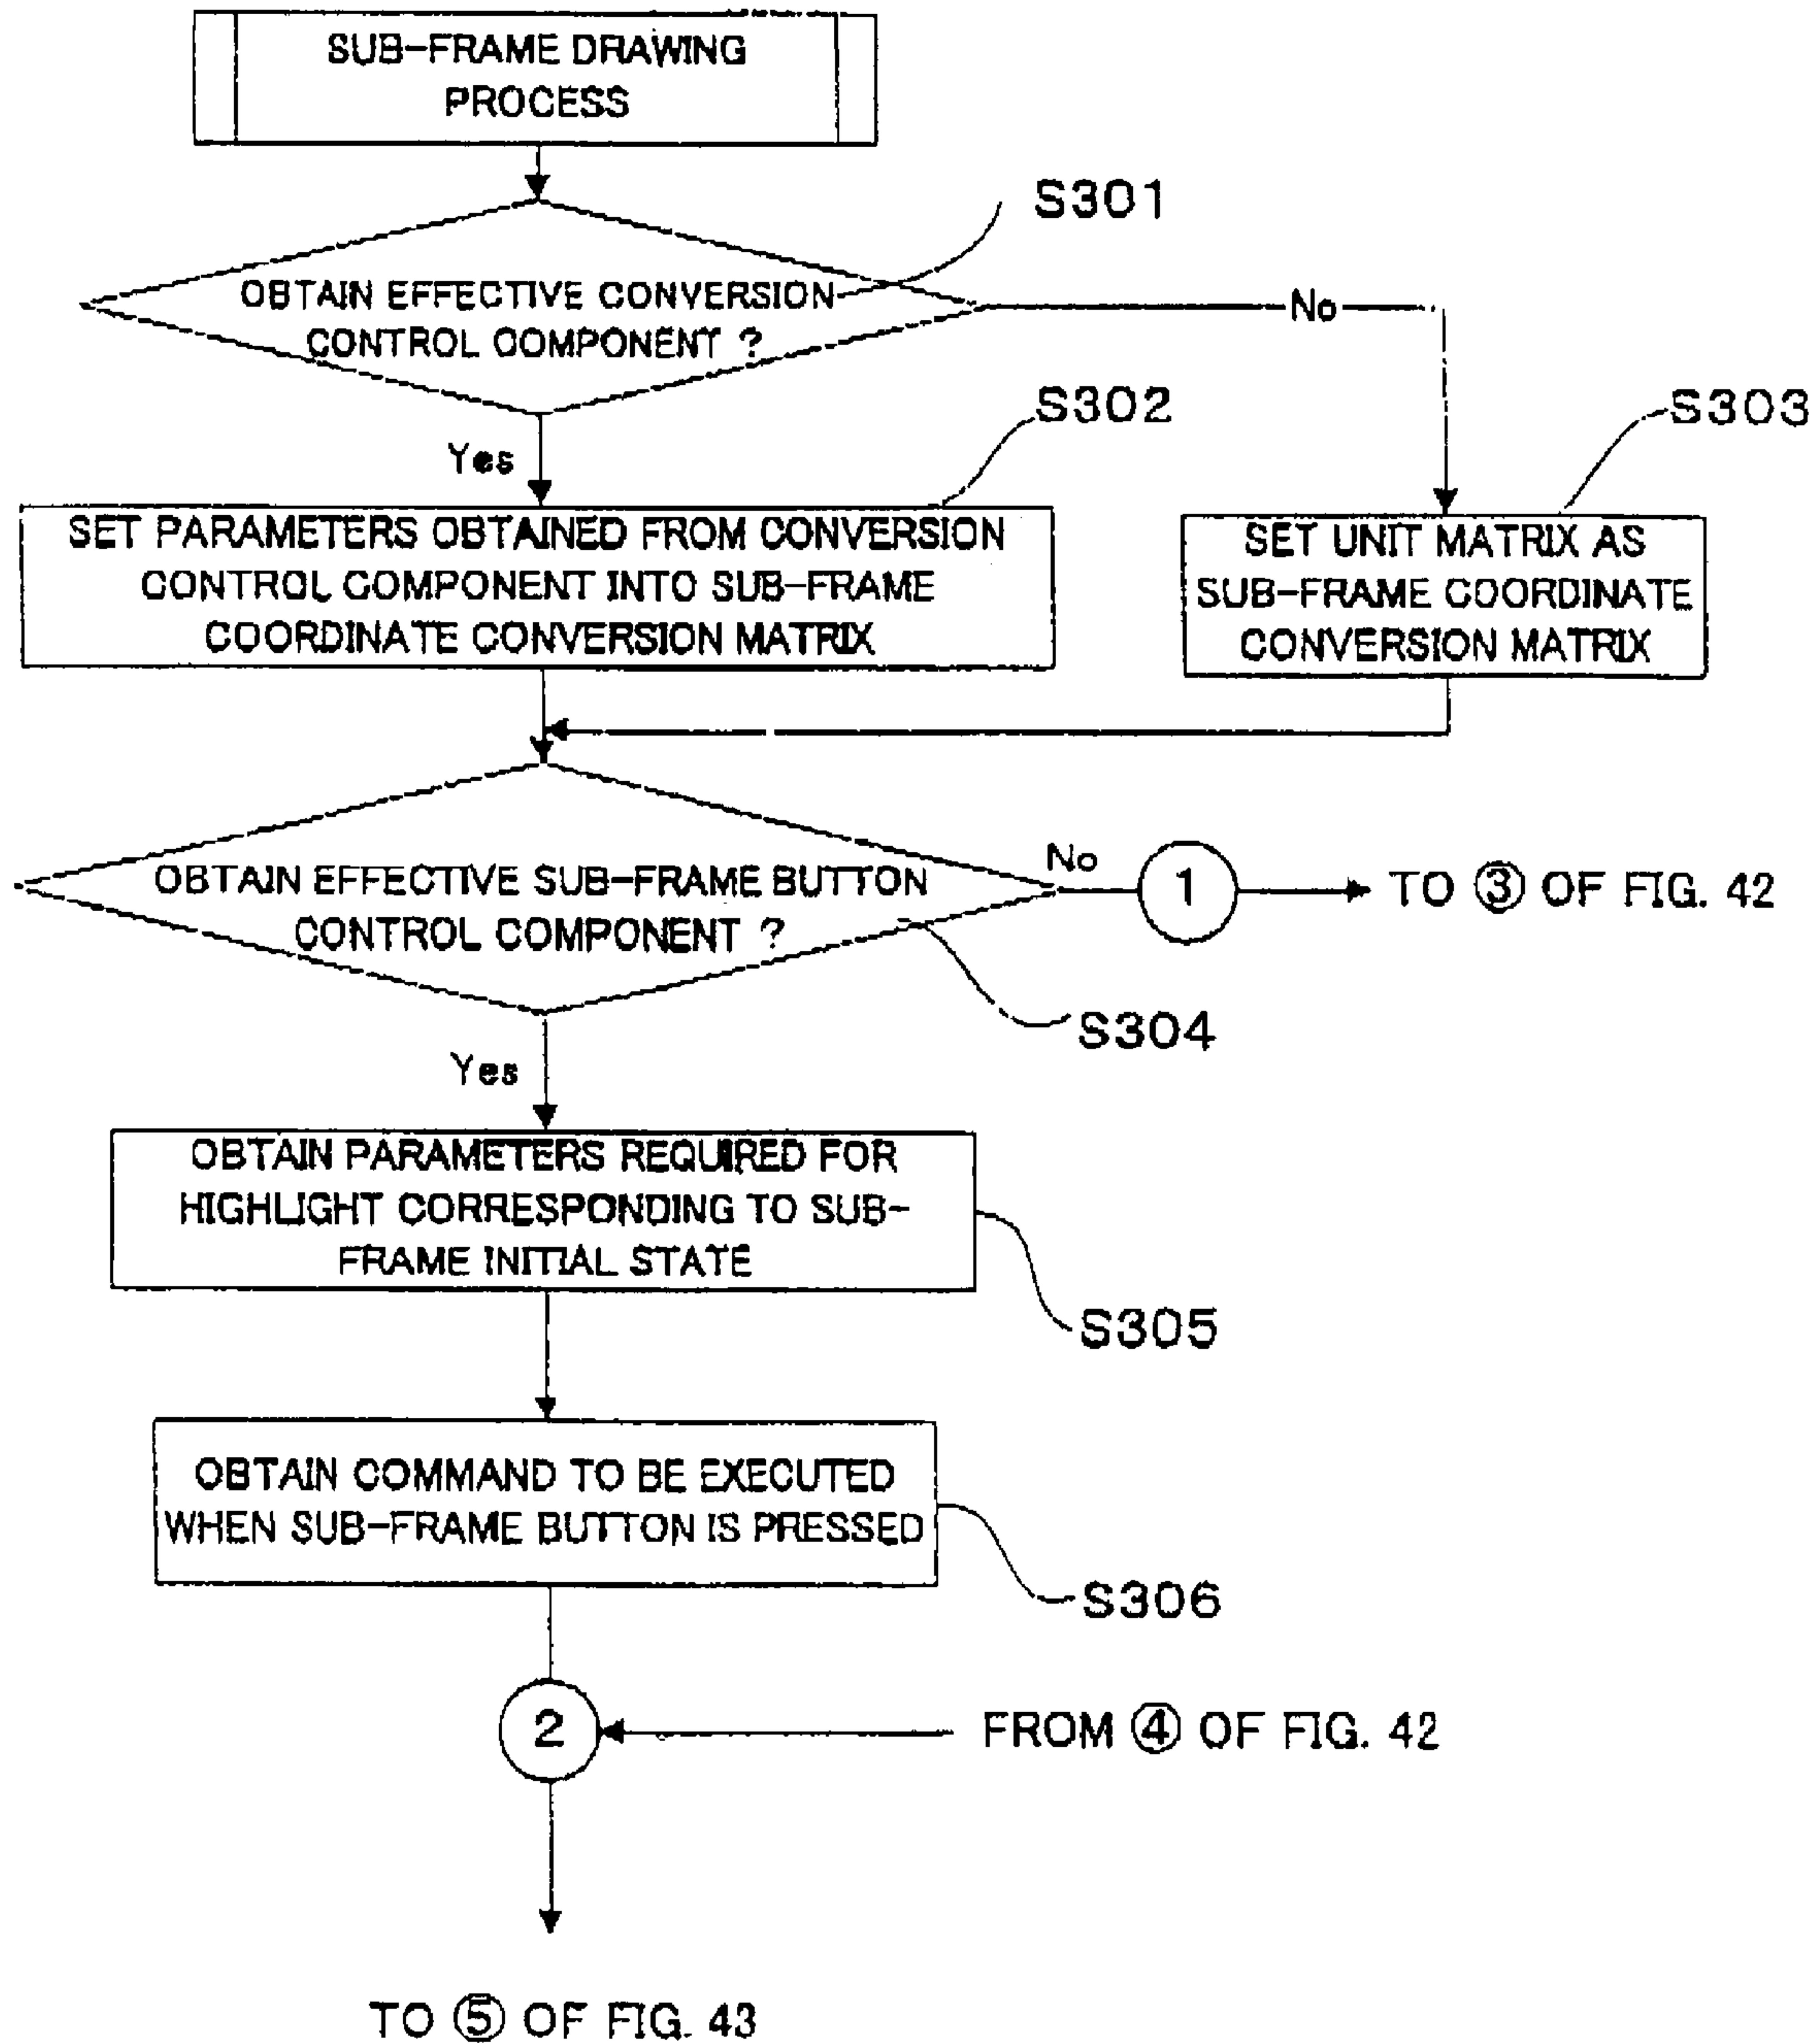 SUB-FRAME DRAWING
PROCESS
S301
OBTAIN EFFECTIVE CONVERSION
CONTROL COMPONENT ?
No
Yes
S302
S303
SET PARAMETERS OBTAINED FROM CONVERSION
CONTROL COMPONENT INTO SUB-FRAME
COORDINATE CONVERSION MATRIX
SET UNIT MATRIX AS
SUB-FRAME COORDINATE
CONVERSION MATRIX
OBTAIN EFFECTIVE SUB-FRAME BUTTON
CONTROL COMPONENT ?
No
1
TO ③ OF FIG. 42
S304
Yes
OBTAIN PARAMETERS REQUIRED FOR
HIGHLIGHT CORRESPONDING TO SUB-
FRAME INITIAL STATE
S305
OBTAIN COMMAND TO BE EXECUTED
WHEN SUB-FRAME BUTTON IS PRESSED
S306
2
FROM ④ OF FIG. 42
TO ⑤ OF FIG. 43